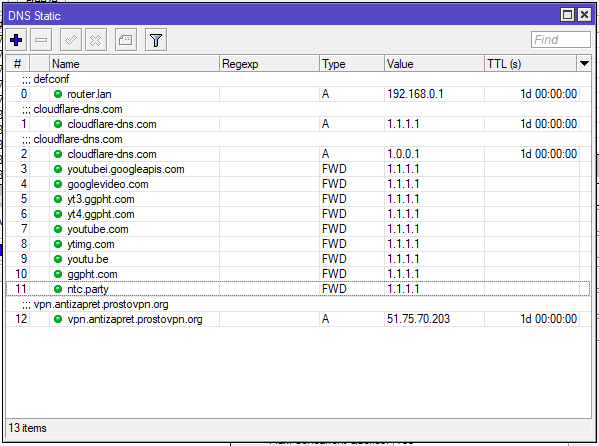 DNS Static
Find
# Name Regexp Type Value TTL (s)
;;; defconf
0 router.lan A 192.168.0.1 1d 00:00:00
;;; cloudflare-dns.com
1 cloudflare-dns.com A 1.1.1.1 1d 00:00:00
;;; cloudflare-dns.com
2 cloudflare-dns.com A 1.0.0.1 1d 00:00:00
3 youtubei.googleapis.com FWD 1.1.1.1
4 googlevideo.com FWD 1.1.1.1
5 yt3.ggpht.com FWD 1.1.1.1
6 yt4.ggpht.com FWD 1.1.1.1
7 youtube.com FWD 1.1.1.1
8 ytimg.com FWD 1.1.1.1
9 youtu.be FWD 1.1.1.1
10 ggpht.com FWD 1.1.1.1
11 ntc.party FWD 1.1.1.1
;;; vpn.antizapret.prostovpn.org
12 vpn.antizapret.prostovpn.org A 51.75.70.203 1d 00:00:00
13 items